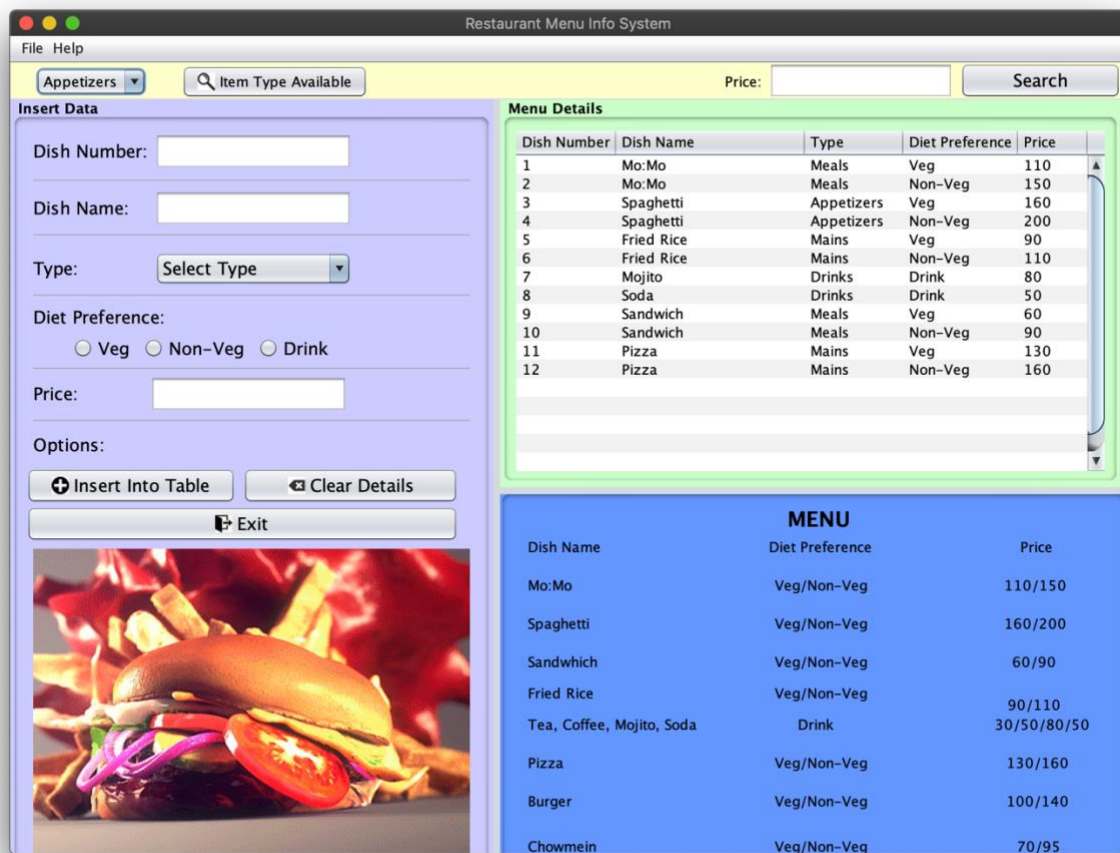 Restaurant Menu Info System
File Help
Appetizers Item Type Available Price: Search
Insert Data
Dish Number:
Dish Name:
Type: Select Type
Diet Preference:
Veg Non-Veg Drink
Price:
Options:
Insert Into Table Clear Details
Exit
Menu Details
Dish Number Dish Name Type Diet Preference Price
1 Mo:Mo Meals Veg 110
2 Mo:Mo Meals Non-Veg 150
3 Spaghetti Appetizers Veg 160
4 Spaghetti Appetizers Non-Veg 200
5 Fried Rice Mains Veg 90
6 Fried Rice Mains Non-Veg 110
7 Mojito Drinks Drink 80
8 Soda Drinks Drink 50
9 Sandwich Meals Veg 60
10 Sandwich Meals Non-Veg 90
11 Pizza Mains Veg 130
12 Pizza Mains Non-Veg 160
MENU
Dish Name Diet Preference Price
Mo:Mo Veg/Non-Veg 110/150
Spaghetti Veg/Non-Veg 160/200
Sandwhich Veg/Non-Veg 60/90
Fried Rice Veg/Non-Veg 90/110
Tea, Coffee, Mojito, Soda Drink 30/50/80/50
Pizza Veg/Non-Veg 130/160
Burger Veg/Non-Veg 100/140
Chowmein Veg/Non-Veg 70/95